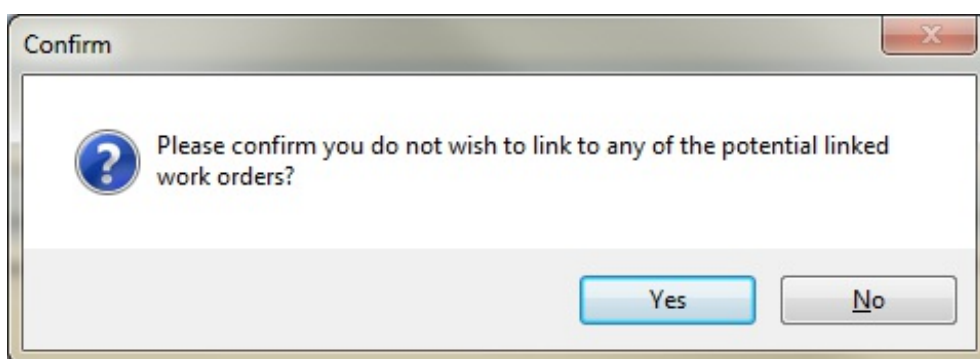 Confirm
Please confirm you do not wish to link to any of the potential linked
work orders?
Yes
No